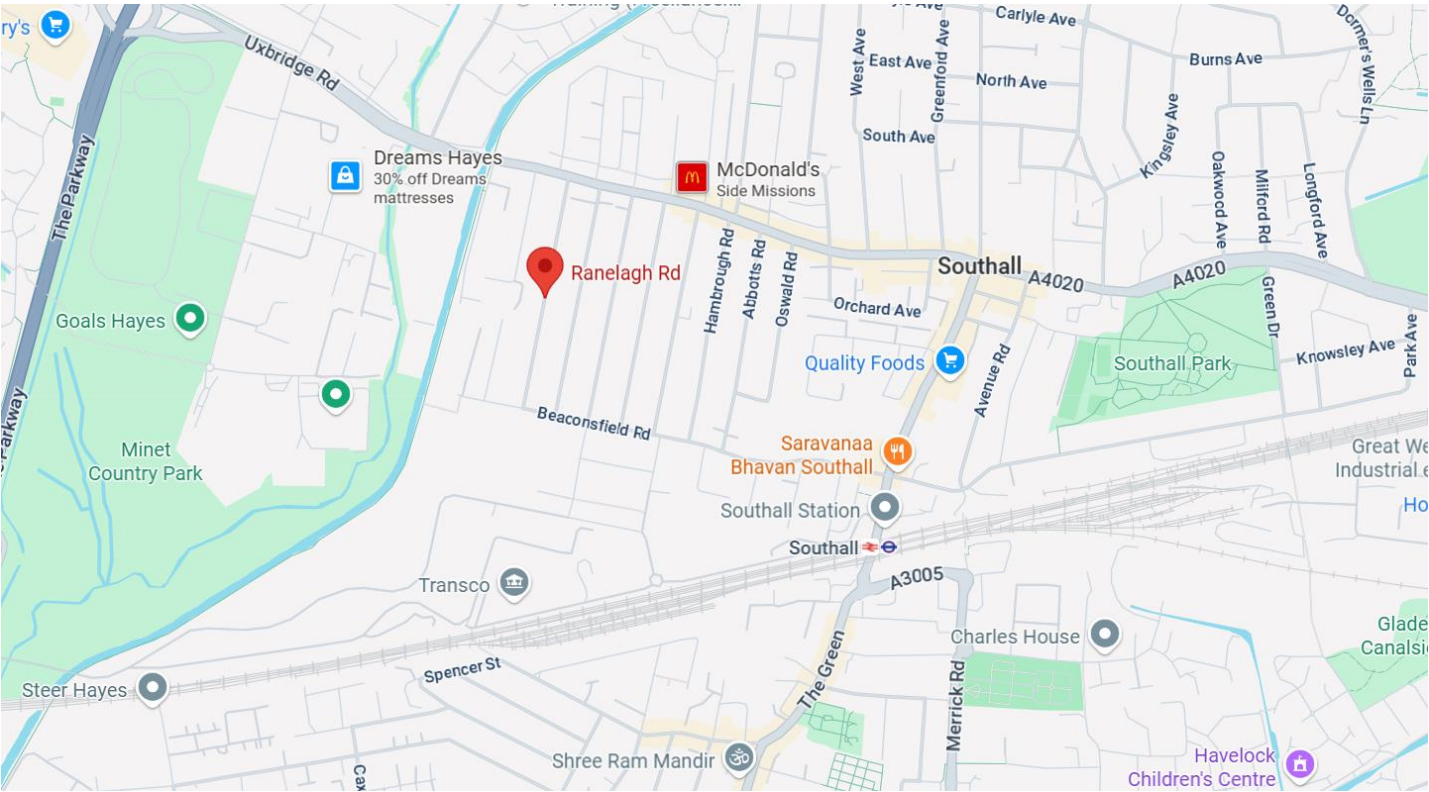 ry's
Uxbridge Rd
The Parkway
Carlyle Ave
West Ave
East Ave
Greenford Ave
North Ave
South Ave
Burns Ave
Dormer's Wells Ln
Kingsley Ave
Oakwood Ave
Milford Rd
Longford Ave
Dreams Hayes
30% off Dreams
mattresses
McDonald's
Side Missions
Ranelagh Rd
Hambrough Rd
Abbotts Rd
Oswald Rd
Southall
A4020
A4020
Orchard Ave
Green Dr
Goals Hayes
Quality Foods
Avenue Rd
Southall Park
Knowsley Ave
Park Ave
Parkway
Beaconsfield Rd
Minet
Country Park
Saravanaa
Bhavan Southall
Great We
Industrial e
Ho
Southall Station
Southall
A3005
Transco
Charles House
Glade
Canalsi
Spencer St
The Green
Merrick Rd
Steer Hayes
Shree Ram Mandir
ॐ
Cax
Havelock
Children's Centre